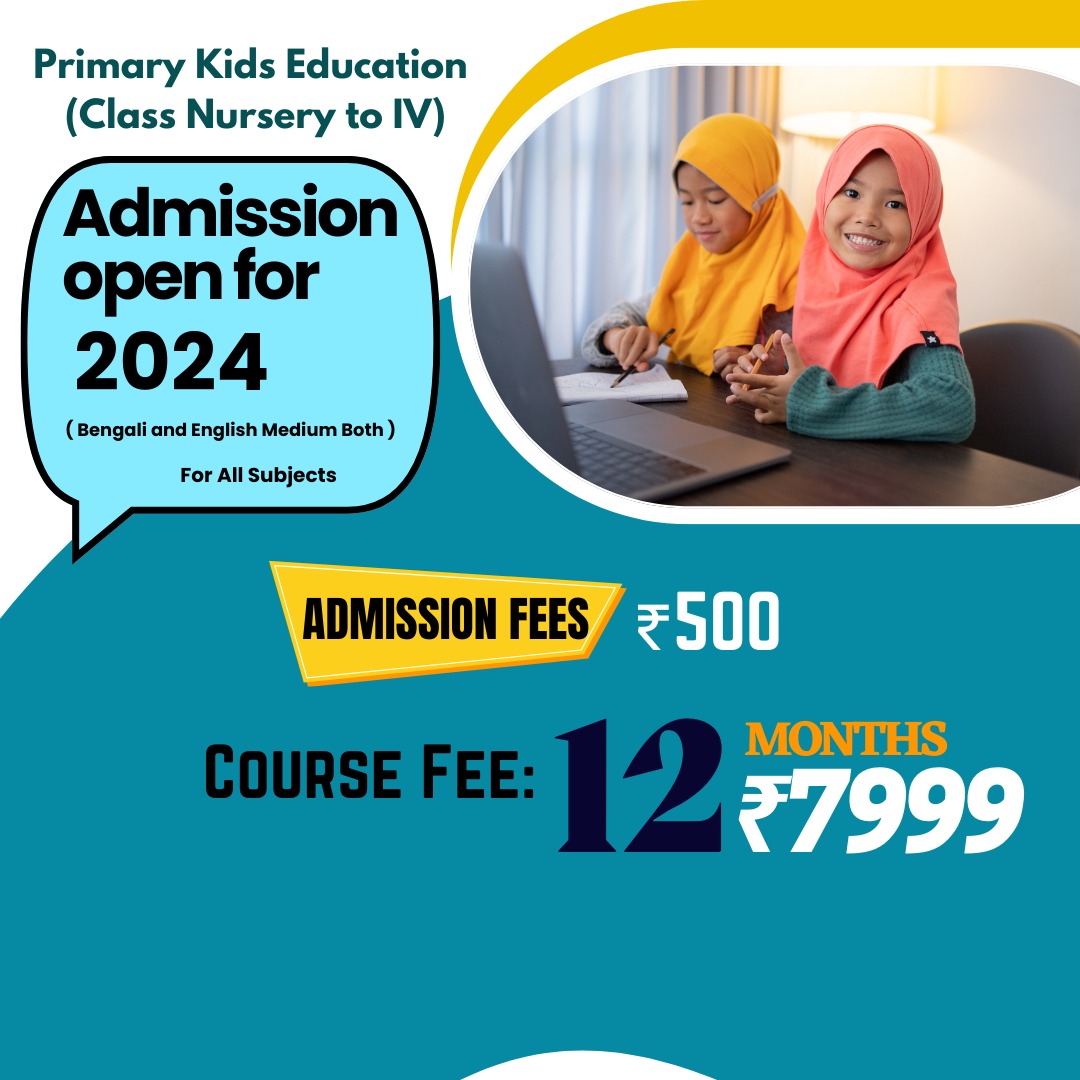 Primary Kids Education
(Class Nursery to IV)
Admission
open for
2024
( Bengali and English Medium Both )
For All Subjects
ADMISSION FEES ₹500
COURSE FEE: 12 MONTHS
₹7999